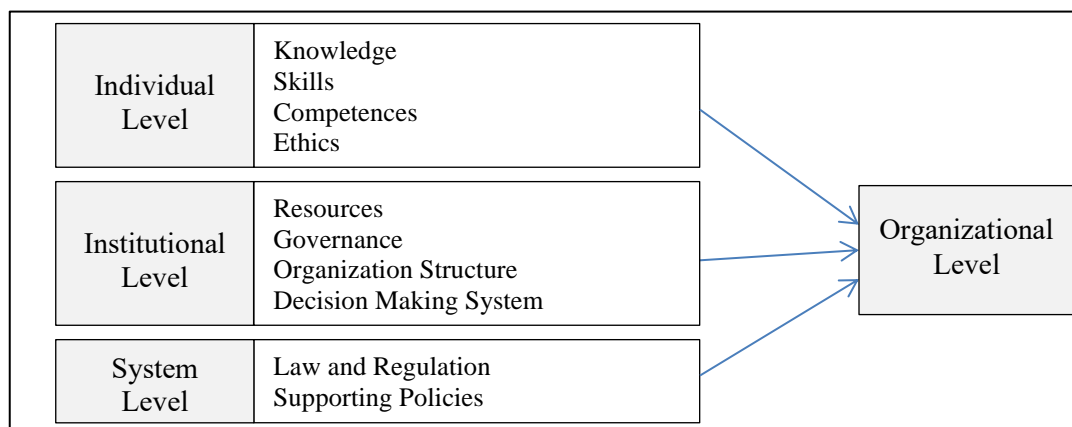 Individual
Level
Knowledge
Skills
Competences
Ethics
Institutional
Level
Resources
Governance
Organization Structure
Decision Making System
System
Level
Law and Regulation
Supporting Policies
Organizational
Level